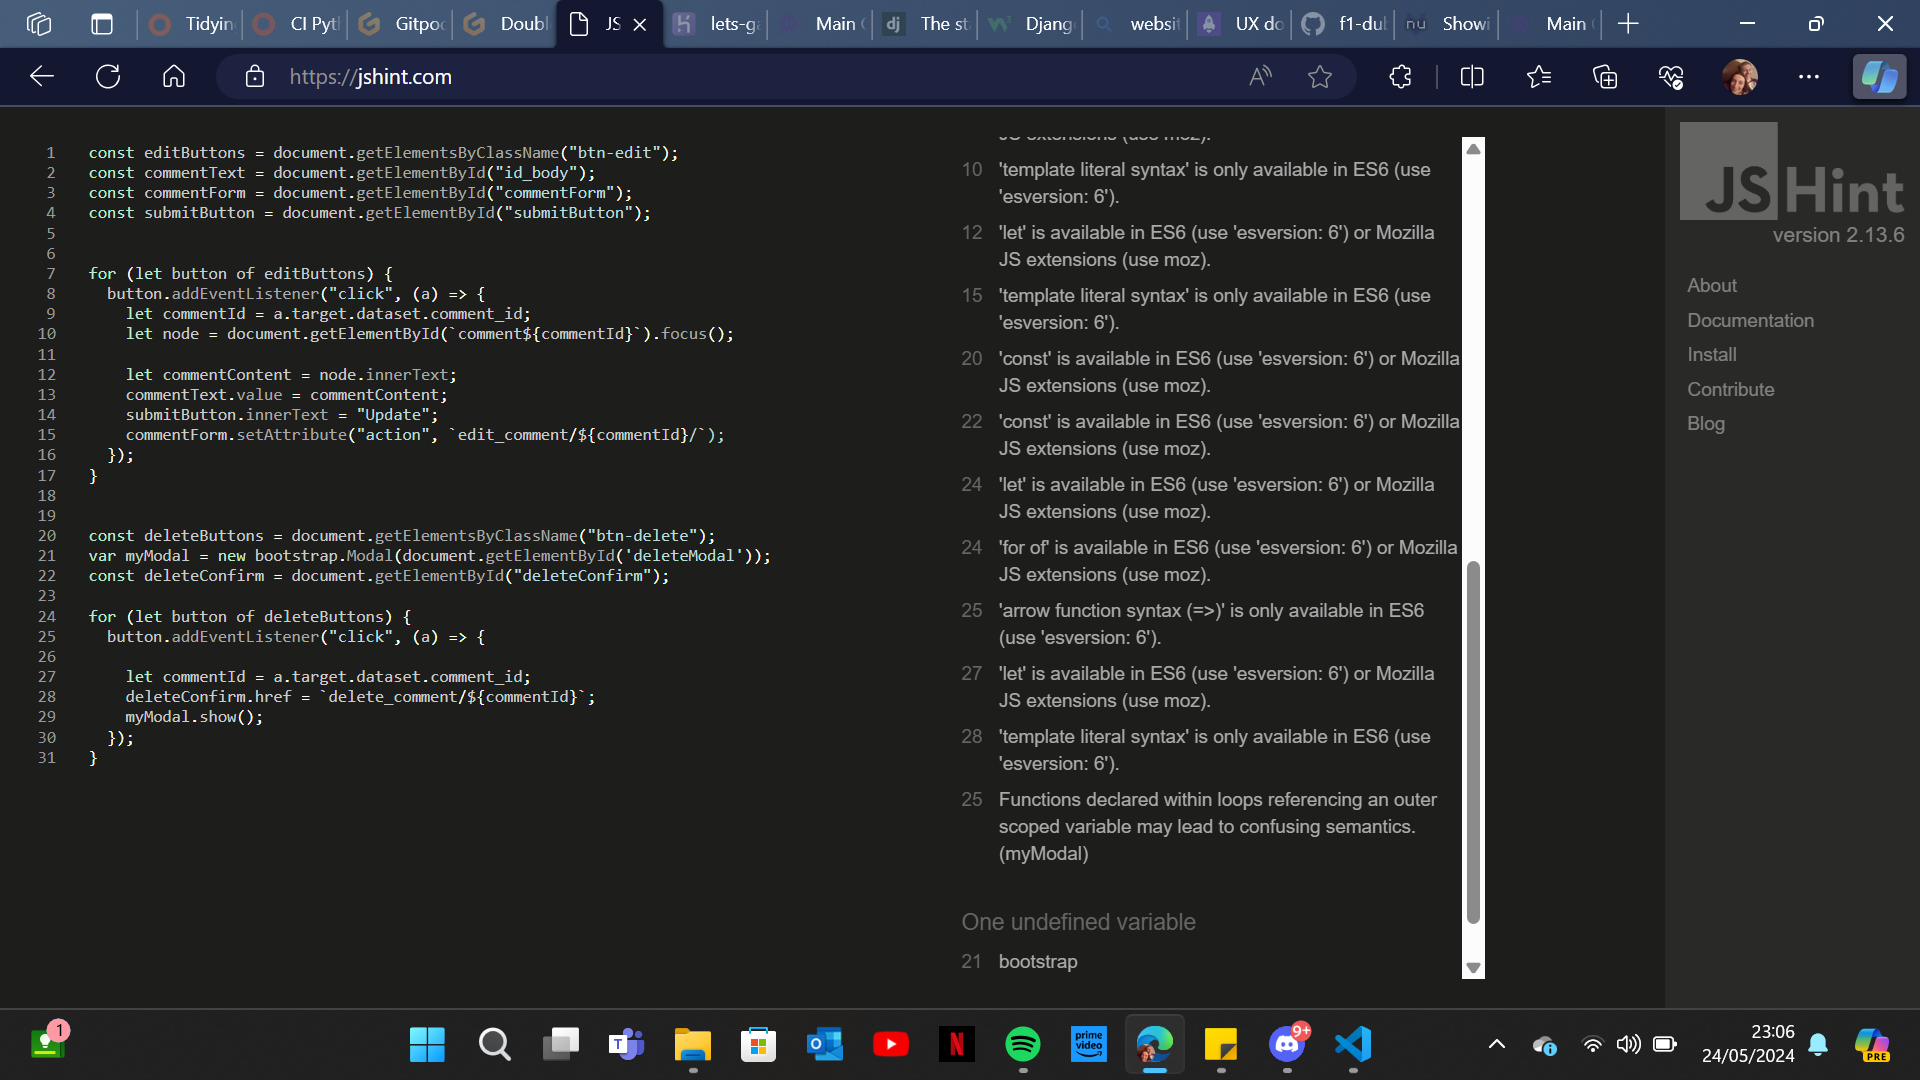 Tidyin
CI Pyt
Gitpo
Doubl
JS
lets-g
Main
The st
Djang
websit
UX do
f1-dul
Showi
Main
https://jshint.com
1 const editButtons = document.getElementsByClassName("btn-edit");
2 const commentText = document.getElementById("id_body");
3 const commentForm = document.getElementById("commentForm");
4 const submitButton = document.getElementById("submitButton");
5
6
7 for (let button of editButtons) {
8 button.addEventListener("click", (a) => {
9 let commentId = a.target.dataset.comment_id;
10 let node = document.getElementById(`comment${commentId}`).focus();
11
12 let commentContent = node.innerText;
13 commentText.value = commentContent;
14 submitButton.innerText = "Update";
15 commentForm.setAttribute("action", `edit_comment/${commentId}/`);
16 });
17 }
18
19
20 const deleteButtons = document.getElementsByClassName("btn-delete");
21 var myModal = new bootstrap.Modal(document.getElementById('deleteModal'));
22 const deleteConfirm = document.getElementById("deleteConfirm");
23
24 for (let button of deleteButtons) {
25 button.addEventListener("click", (a) => {
26
27 let commentId = a.target.dataset.comment_id;
28 deleteConfirm.href = `delete_comment/${commentId}`;
29 myModal.show();
30 });
31 }
JS extensions (use moz).
10 'template literal syntax' is only available in ES6 (use
'esversion: 6').
12 'let' is available in ES6 (use 'esversion: 6') or Mozilla
JS extensions (use moz).
15 'template literal syntax' is only available in ES6 (use
'esversion: 6').
20 'const' is available in ES6 (use 'esversion: 6') or Mozilla
JS extensions (use moz).
22 'const' is available in ES6 (use 'esversion: 6') or Mozilla
JS extensions (use moz).
24 'let' is available in ES6 (use 'esversion: 6') or Mozilla
JS extensions (use moz).
24 'for of' is available in ES6 (use 'esversion: 6') or Mozilla
JS extensions (use moz).
25 'arrow function syntax (=>)' is only available in ES6
(use 'esversion: 6').
27 'let' is available in ES6 (use 'esversion: 6') or Mozilla
JS extensions (use moz).
28 'template literal syntax' is only available in ES6 (use
'esversion: 6').
25 Functions declared within loops referencing an outer
scoped variable may lead to confusing semantics.
(myModal)
One undefined variable
21 bootstrap
JSHint
version 2.13.6
About
Documentation
Install
Contribute
Blog
1
prime video
9+
23:06
24/05/2024
PRE